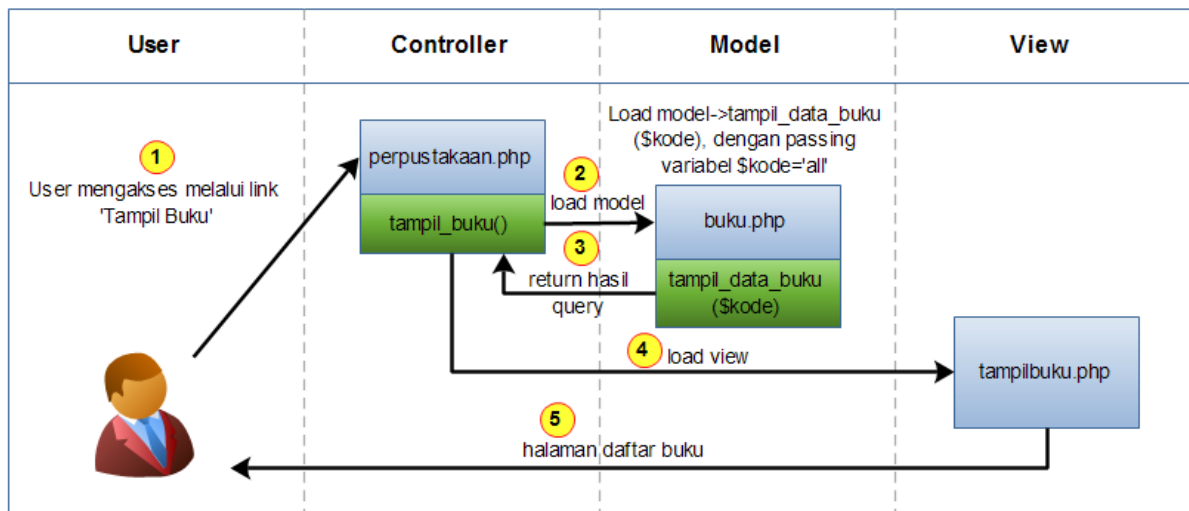 User
Controller
Model
View
1
User mengakses melalui link
'Tampil Buku'
perpustakaan.php
tampil_buku()
2
load model
Load model->tampil_data_buku
($kode), dengan passing
variabel $kode='all'
buku.php
tampil_data_buku
($kode)
3
return hasil
query
4
load view
tampilbuku.php
5
halaman daftar buku